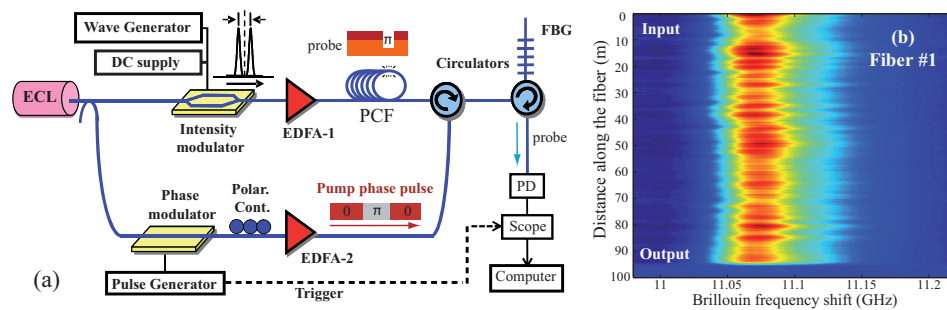 Wave Generator
DC supply
ECL
Intensity
modulator
EDFA-1
probe
π
PCF
Circulators
FBG
probe
PD
Scope
Computer
Phase
modulator
Polar.
Cont.
Pump phase pulse
0 π 0
EDFA-2
Pulse Generator
Trigger
(a)
Input
(b)
Fiber #1
Output
Distance along the fiber (m)
0
10
20
30
40
50
60
70
80
90
100
11 11.05 11.1 11.15 11.2
Brillouin frequency shift (GHz)